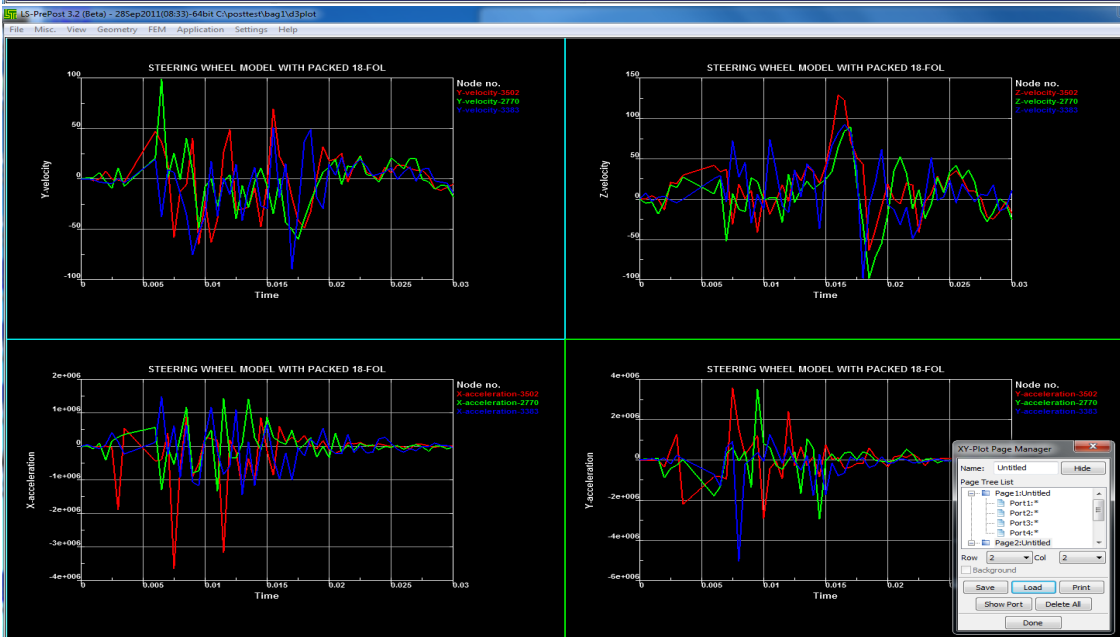 LS-PrePost 3.2 (Beta) - 28Sep2011(08:33)-64bit C:\posttest\bag1\d3plot
File Misc. View Geometry FEM Application Settings Help
STEERING WHEEL MODEL WITH PACKED 18-FOL
Node no.
Y-velocity-3502
Y-velocity-2770
100
50
0
-50
-100
Y-velocity
0 0.005 0.01 0.015 0.02 0.025 0.03
Time
STEERING WHEEL MODEL WITH PACKED 18-FOL
Node no.
Z-velocity-3502
Z-velocity-2770
150
100
50
0
-50
-100
Z-velocity
0 0.005 0.01 0.015 0.02 0.025 0.03
Time
STEERING WHEEL MODEL WITH PACKED 18-FOL
Node no.
X-acceleration-3502
X-acceleration-2770
2e+006
1e+006
0
-1e+006
-2e+006
-3e+006
-4e+006
X-acceleration
0 0.005 0.01 0.015 0.02 0.025 0.03
Time
STEERING WHEEL MODEL WITH PACKED 18-FOL
Node no.
Y-acceleration-3502
Y-acceleration-2770
4e+006
2e+006
0
-2e+006
-4e+006
-6e+006
Y-acceleration
0 0.005 0.01 0.015 0.02
Time
XY-Plot Page Manager
Name: Untitled Hide
Page Tree List
Page1:Untitled
Port1:*
Port2:*
Port3:*
Port4:*
Page2:Untitled
Row 2 Col 2
Background
Save Load Print
Show Port Delete All
Done